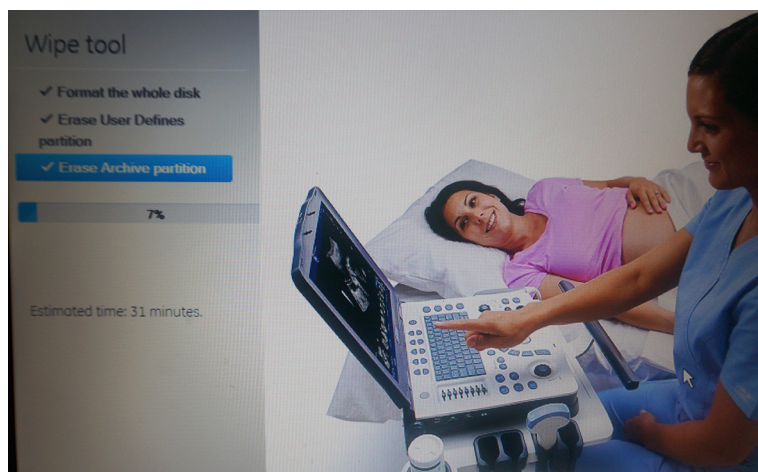 Wipe tool
✓ Format the whole disk
✓ Erase User Defines
partition
✓ Erase Archive partition
7%
Estimated time: 31 minutes.